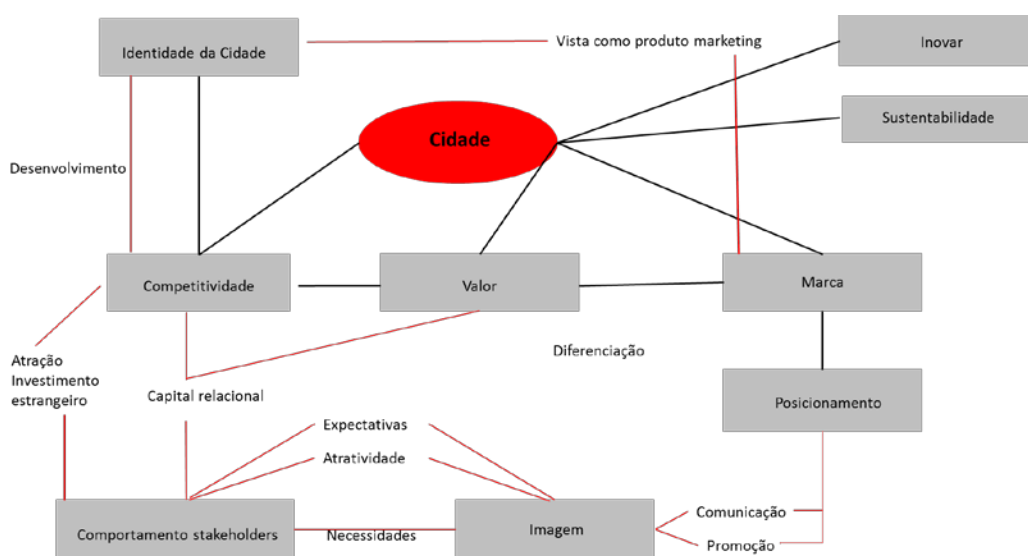 Identidade da Cidade
Vista como produto marketing
Inovar
Sustentabilidade
Cidade
Desenvolvimento
Competitividade
Valor
Marca
Diferenciação
Atração
Investimento
estrangeiro
Capital relacional
Posicionamento
Expectativas
Atratividade
Comportamento stakeholders
Necessidades
Imagem
Comunicação
Promoção